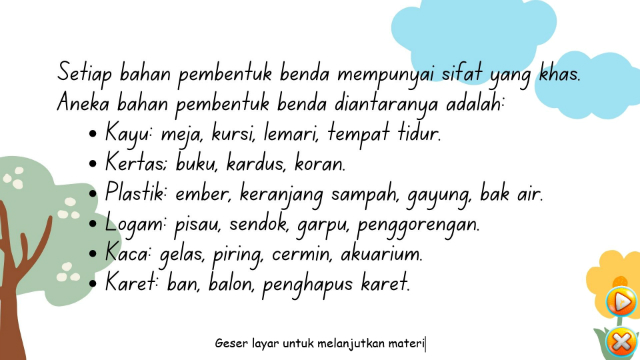 Setiap bahan pembentuk benda mempunyai sifat yang khas.
Aneka bahan pembentuk benda diantaranya adalah:
• Kayu: meja, kursi, lemari, tempat tidur.
• Kertas; buku, kardus, koran.
• Plastik: ember, keranjang sampah, gayung, bak air.
• Logam: pisau, sendok, garpu, penggorengan.
• Kaca: gelas, piring, cermin, akuarium.
• Karet: ban, balon, penghapus karet.
Geser layar untuk melanjutkan materi